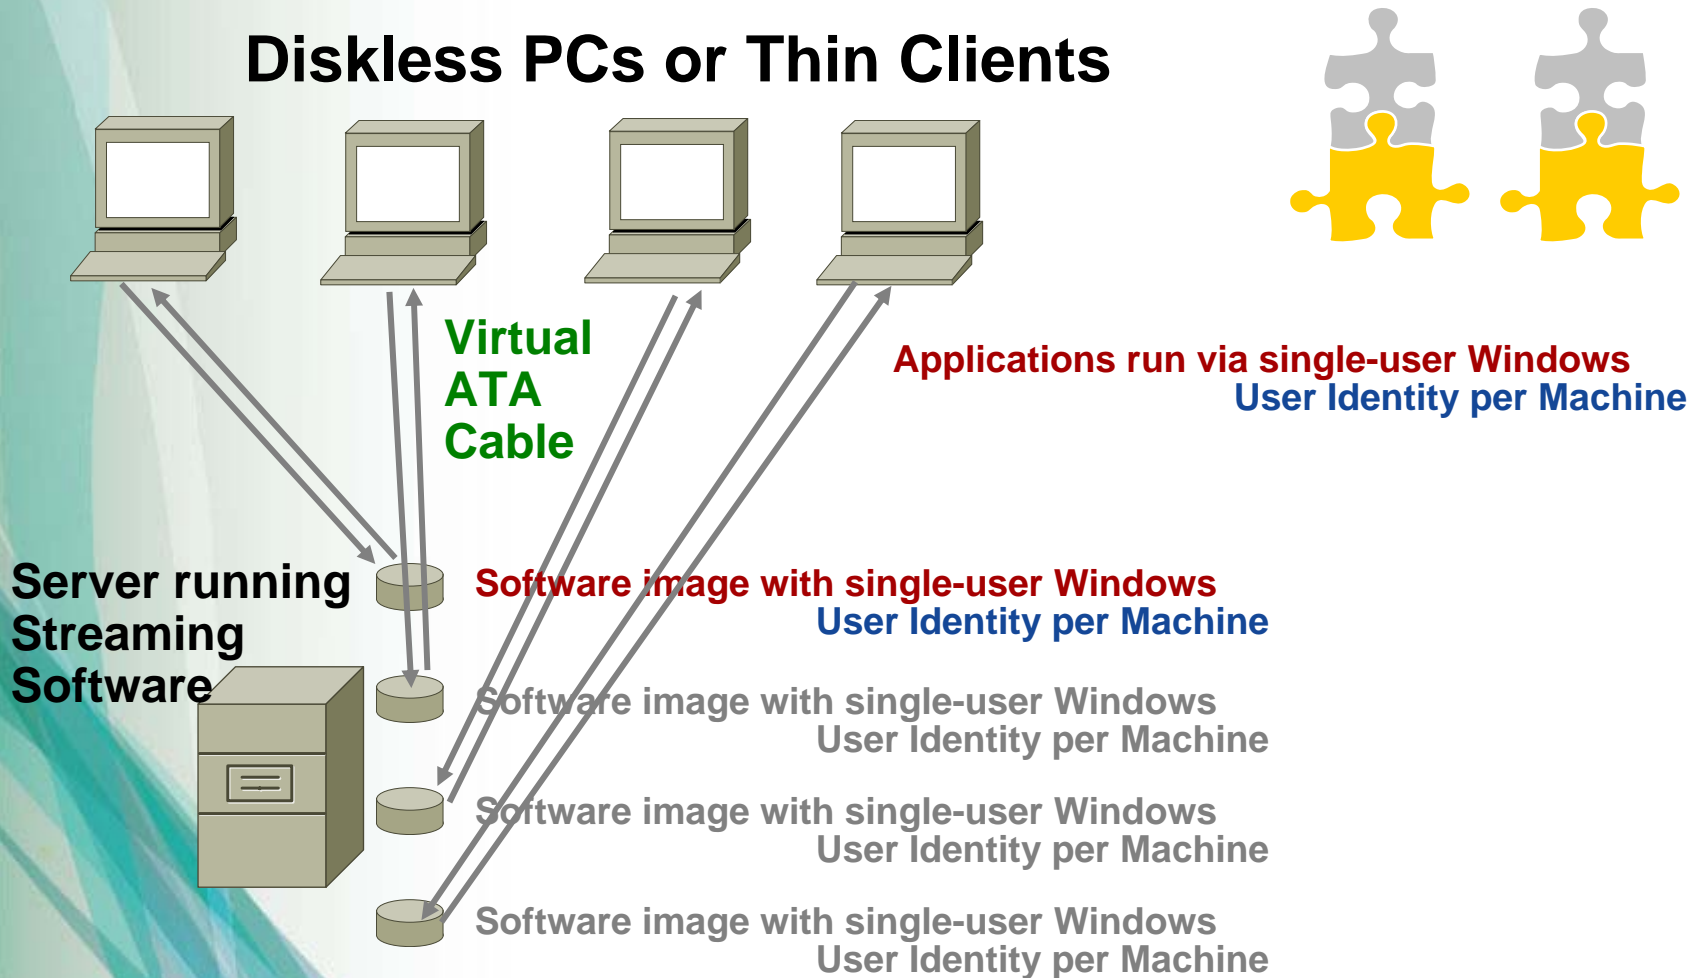 Diskless PCs or Thin Clients
Virtual
ATA
Cable
Applications run via single-user Windows
User Identity per Machine
Server running
Streaming
Software
Software image with single-user Windows
User Identity per Machine
Software image with single-user Windows
User Identity per Machine
Software image with single-user Windows
User Identity per Machine
Software image with single-user Windows
User Identity per Machine